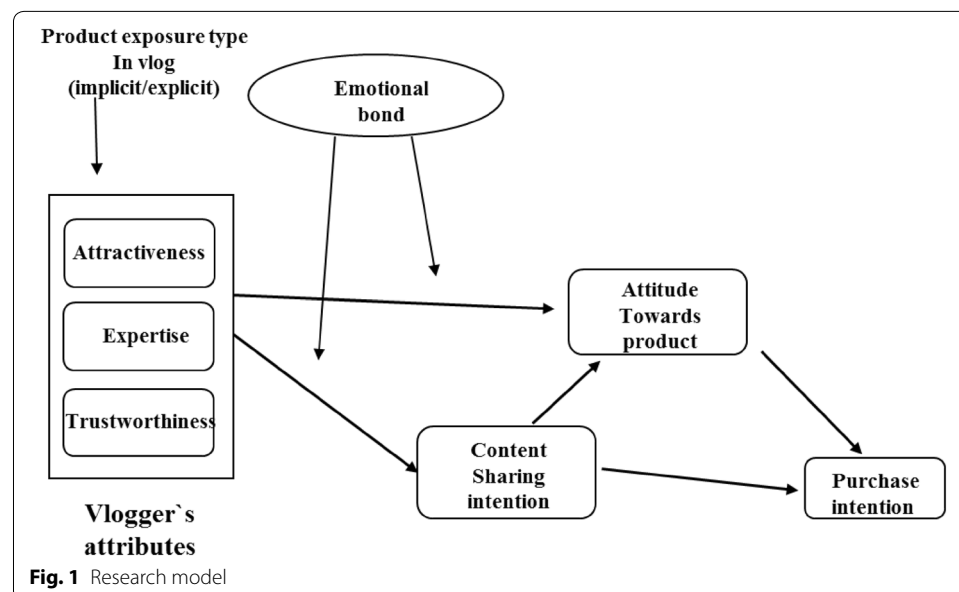 Product exposure type
In vlog
(implicit/explicit)
Emotional
bond
Attractiveness
Expertise
Trustworthiness
Vlogger`s
attributes
Attitude
Towards
product
Content
Sharing
intention
Purchase
intention
Fig. 1 Research model